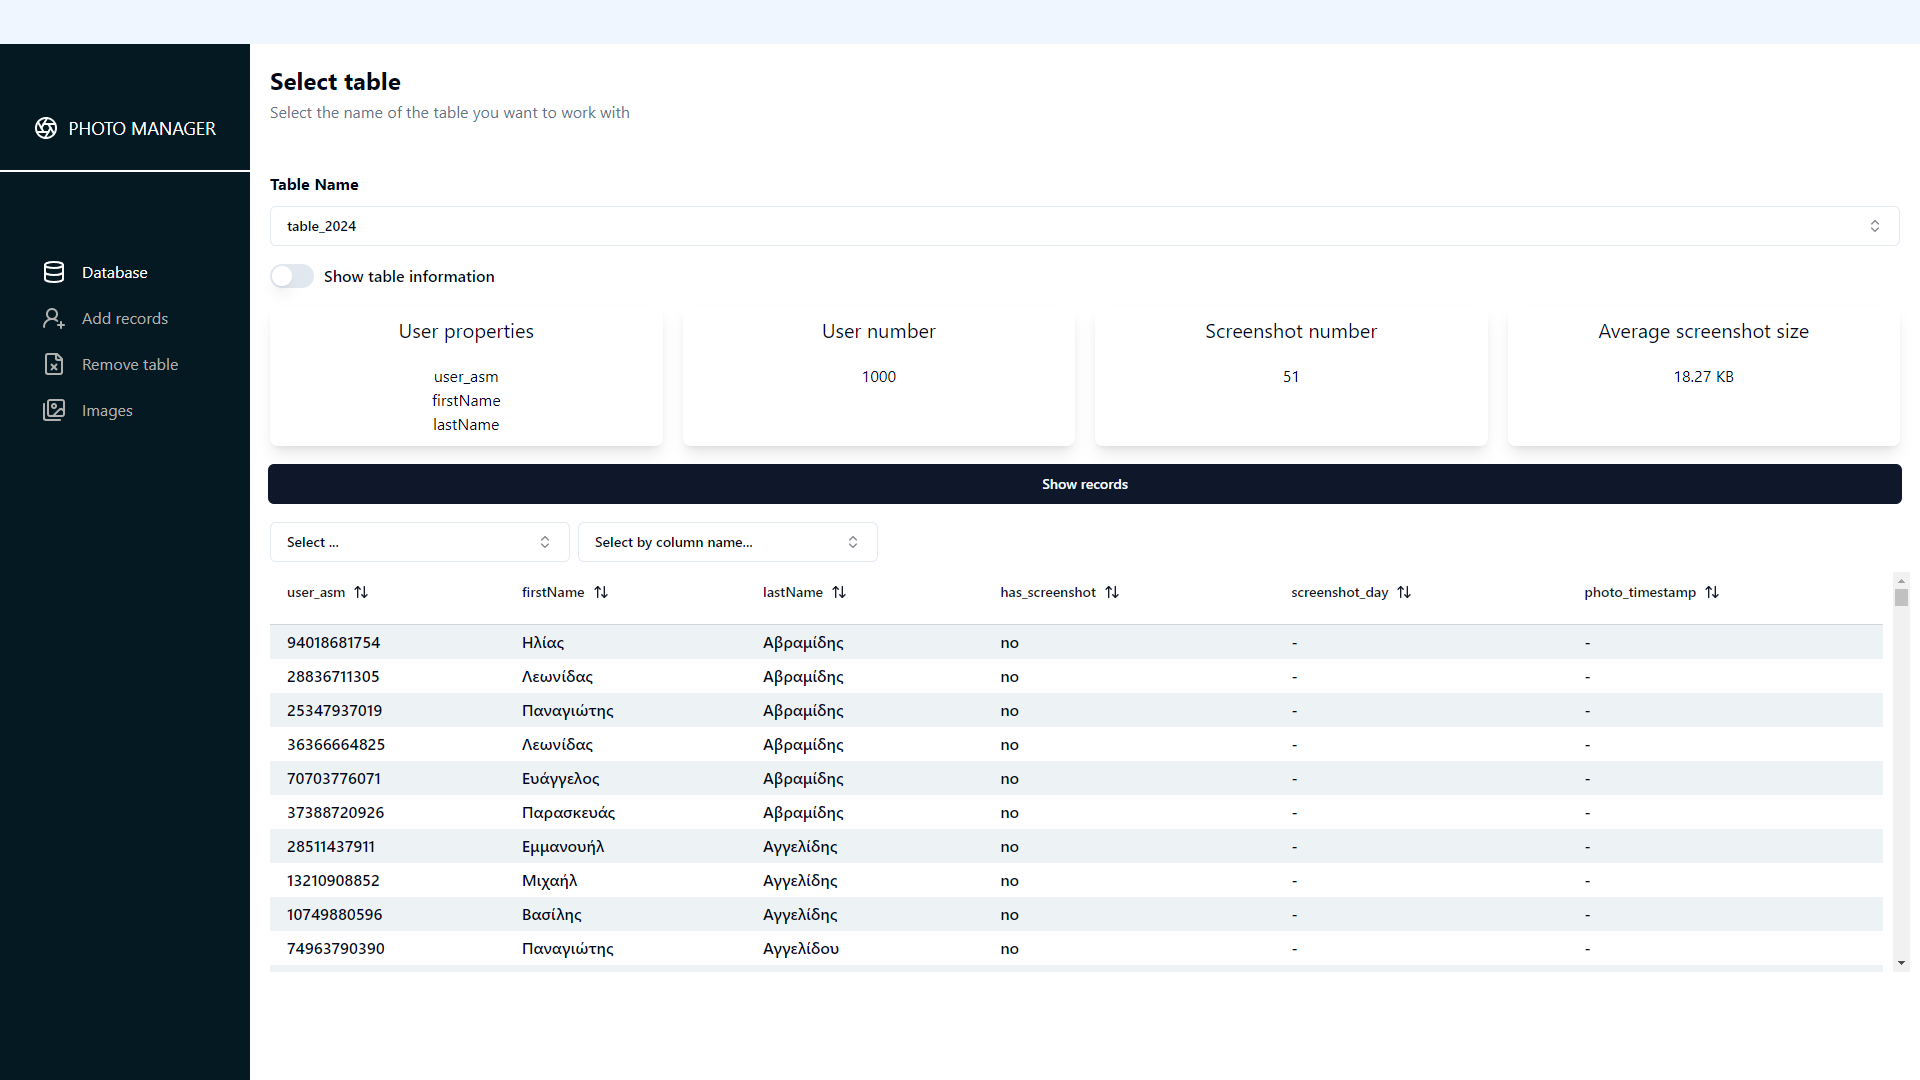 PHOTO MANAGER
Database
Add records
Remove table
Images
Select table
Select the name of the table you want to work with
Table Name
table_2024
Show table information
User properties
user_asm
firstName
lastName
User number
1000
Screenshot number
51
Average screenshot size
18.27 KB
Show records
Select ... Select by column name...
user_asm firstName lastName has_screenshot screenshot_day photo_timestamp
94018681754 Ηλίας Αβραμίδης no - -
28836711305 Λεωνίδας Αβραμίδης no - -
25347937019 Παναγιώτης Αβραμίδης no - -
36366664825 Λεωνίδας Αβραμίδης no - -
70703776071 Ευάγγελος Αβραμίδης no - -
37388720926 Παρασκευάς Αβραμίδης no - -
28511437911 Εμμανουήλ Αγγελίδης no - -
13210908852 Μιχαήλ Αγγελίδης no - -
10749880596 Βασίλης Αγγελίδης no - -
74963790390 Παναγιώτης Αγγελίδου no - -